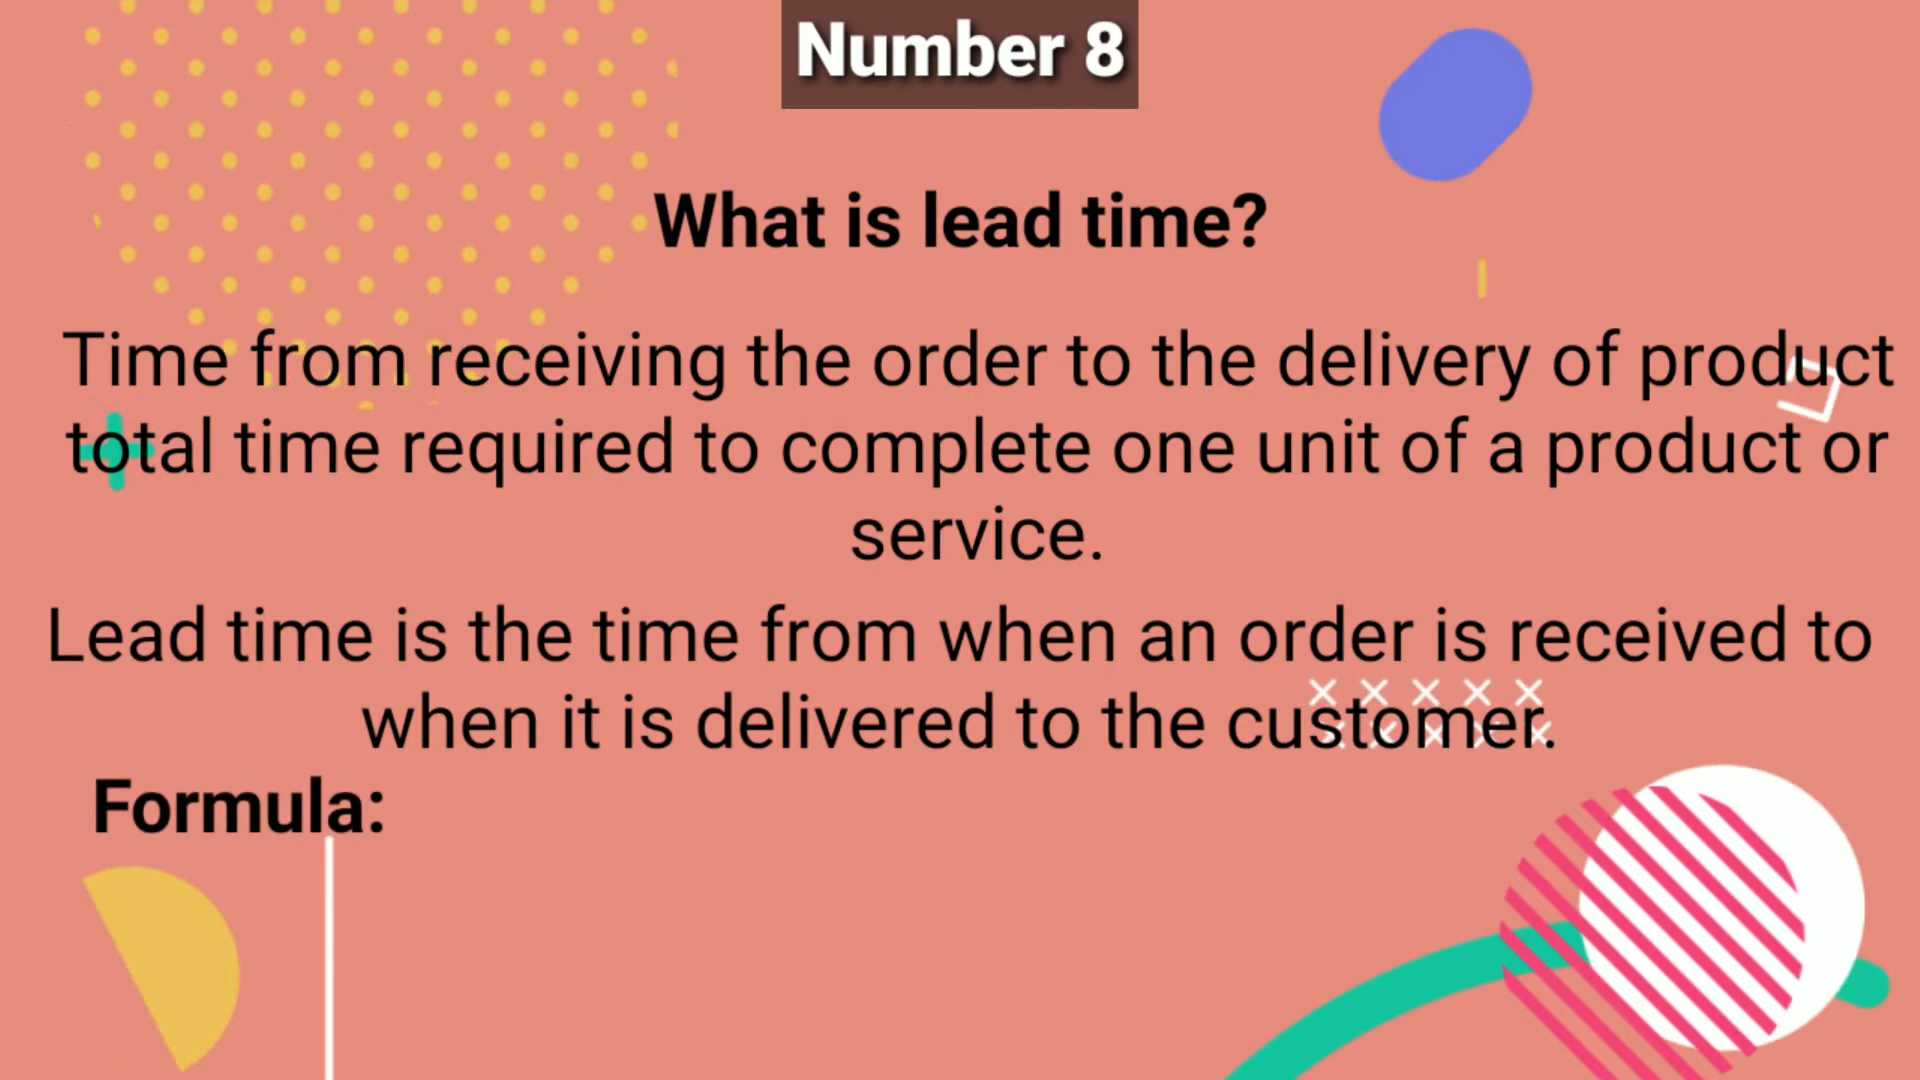 Number 8
What is lead time?
Time from receiving the order to the delivery of product
total time required to complete one unit of a product or
service.
Lead time is the time from when an order is received to
when it is delivered to the customer.
Formula: